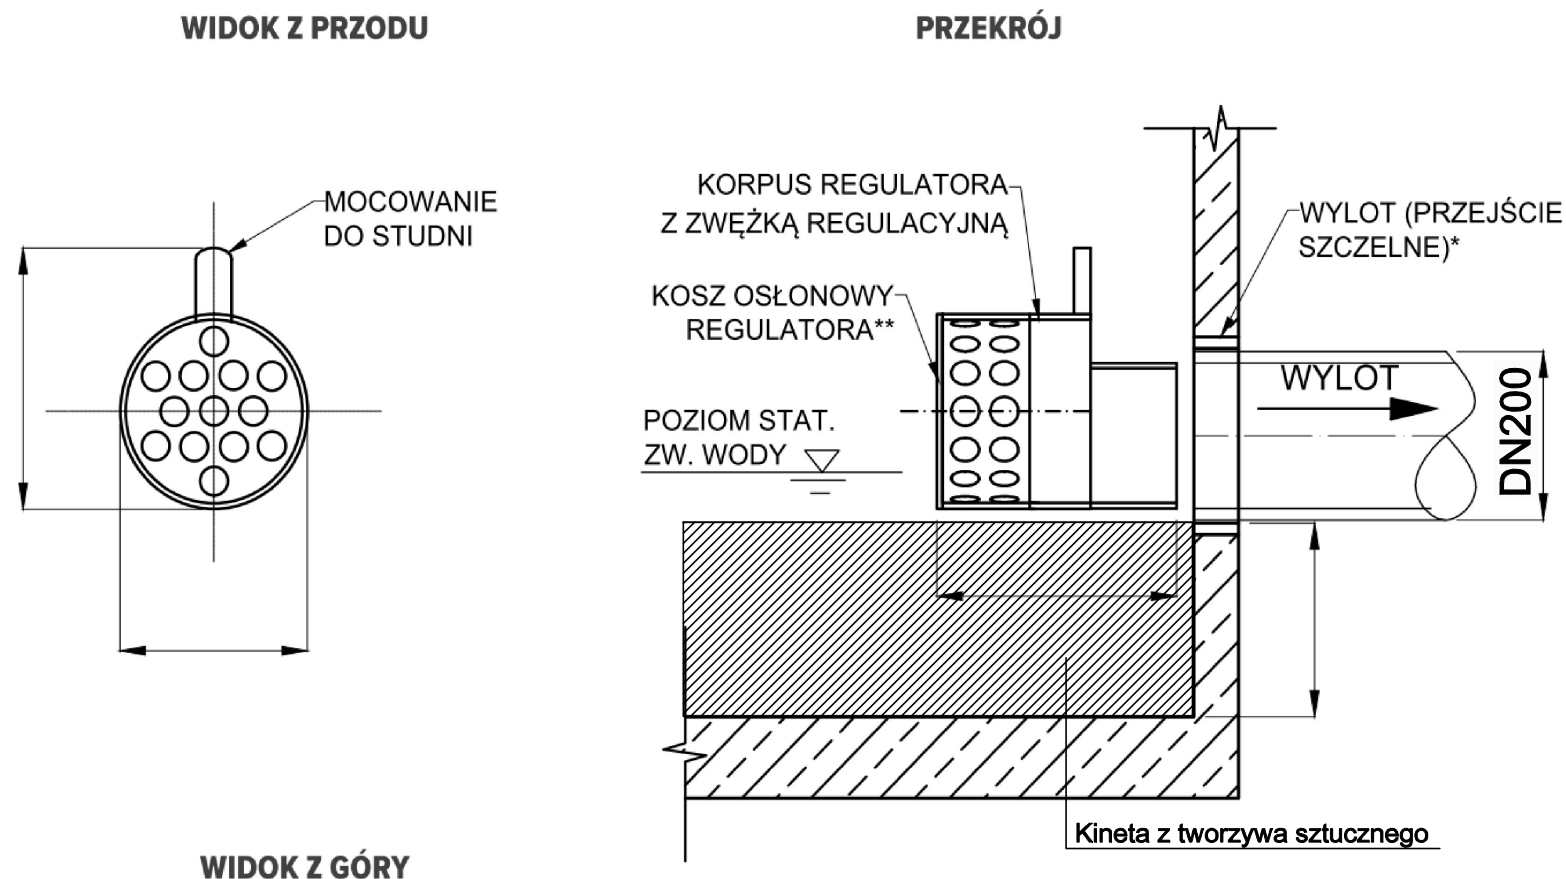 WIDOK Z PRZODU
PRZEKRÓJ
MOCOWANIE
DO STUDNI
KORPUS REGULATORA
Z ZWĘŻKĄ REGULACYJNĄ
KOSZ OSŁONOWY
REGULATORA**
POZIOM STAT.
ZW. WODY
WYLOT (PRZEJŚCIE
SZCZELNE)*
WYLOT
DN200
Kineta z tworzywa sztucznego
WIDOK Z GÓRY